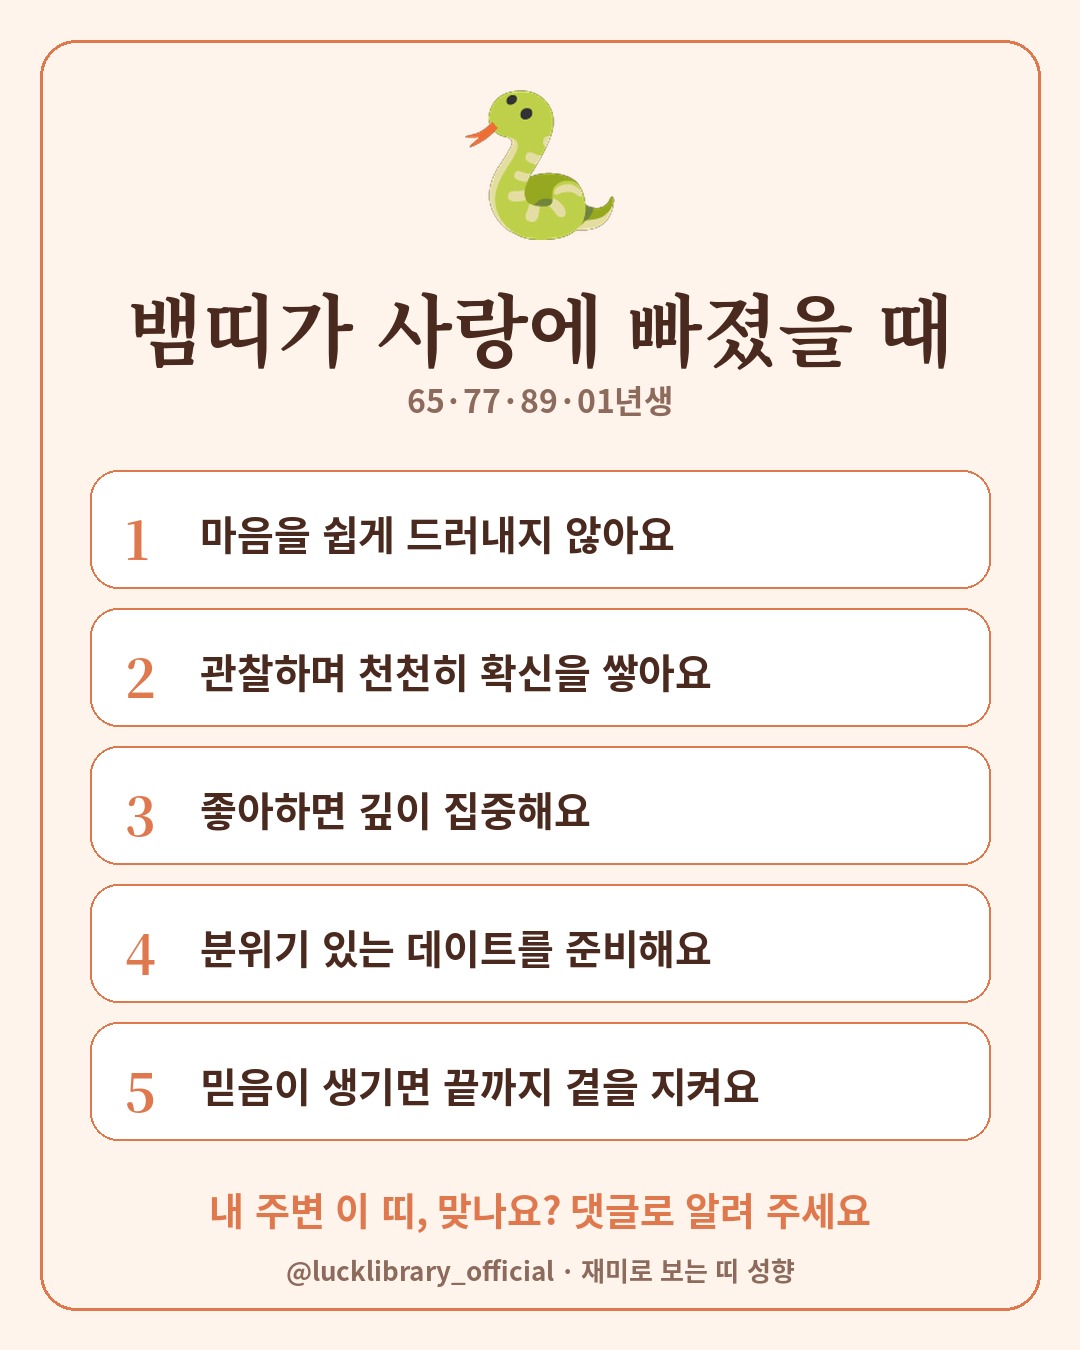 뱀띠가 사랑에 빠졌을 때
65·77·89·01년생
1 마음을 쉽게 드러내지 않아요
2 관찰하며 천천히 확신을 쌓아요
3 좋아하면 깊이 집중해요
4 분위기 있는 데이트를 준비해요
5 믿음이 생기면 끝까지 곁을 지켜요
내 주변 이 띠, 맞나요? 댓글로 알려 주세요
@lucklibrary_official · 재미로 보는 띠 성향